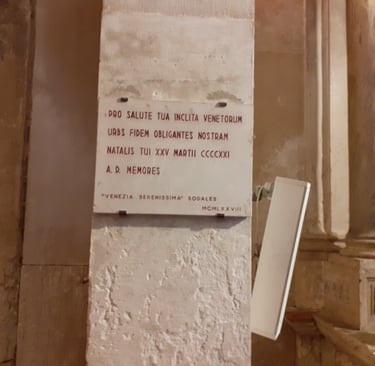 PRO SALUTE TUA INCLITA VENETORUM
URBS FIDEM OBLIGANTES NOSTRAM
NATALIS TUI XXV MARTII CCCCXXI
A. D. MEMORES
"VENEZIA SERENISSIMA" SODALES
MCMLXXVIII